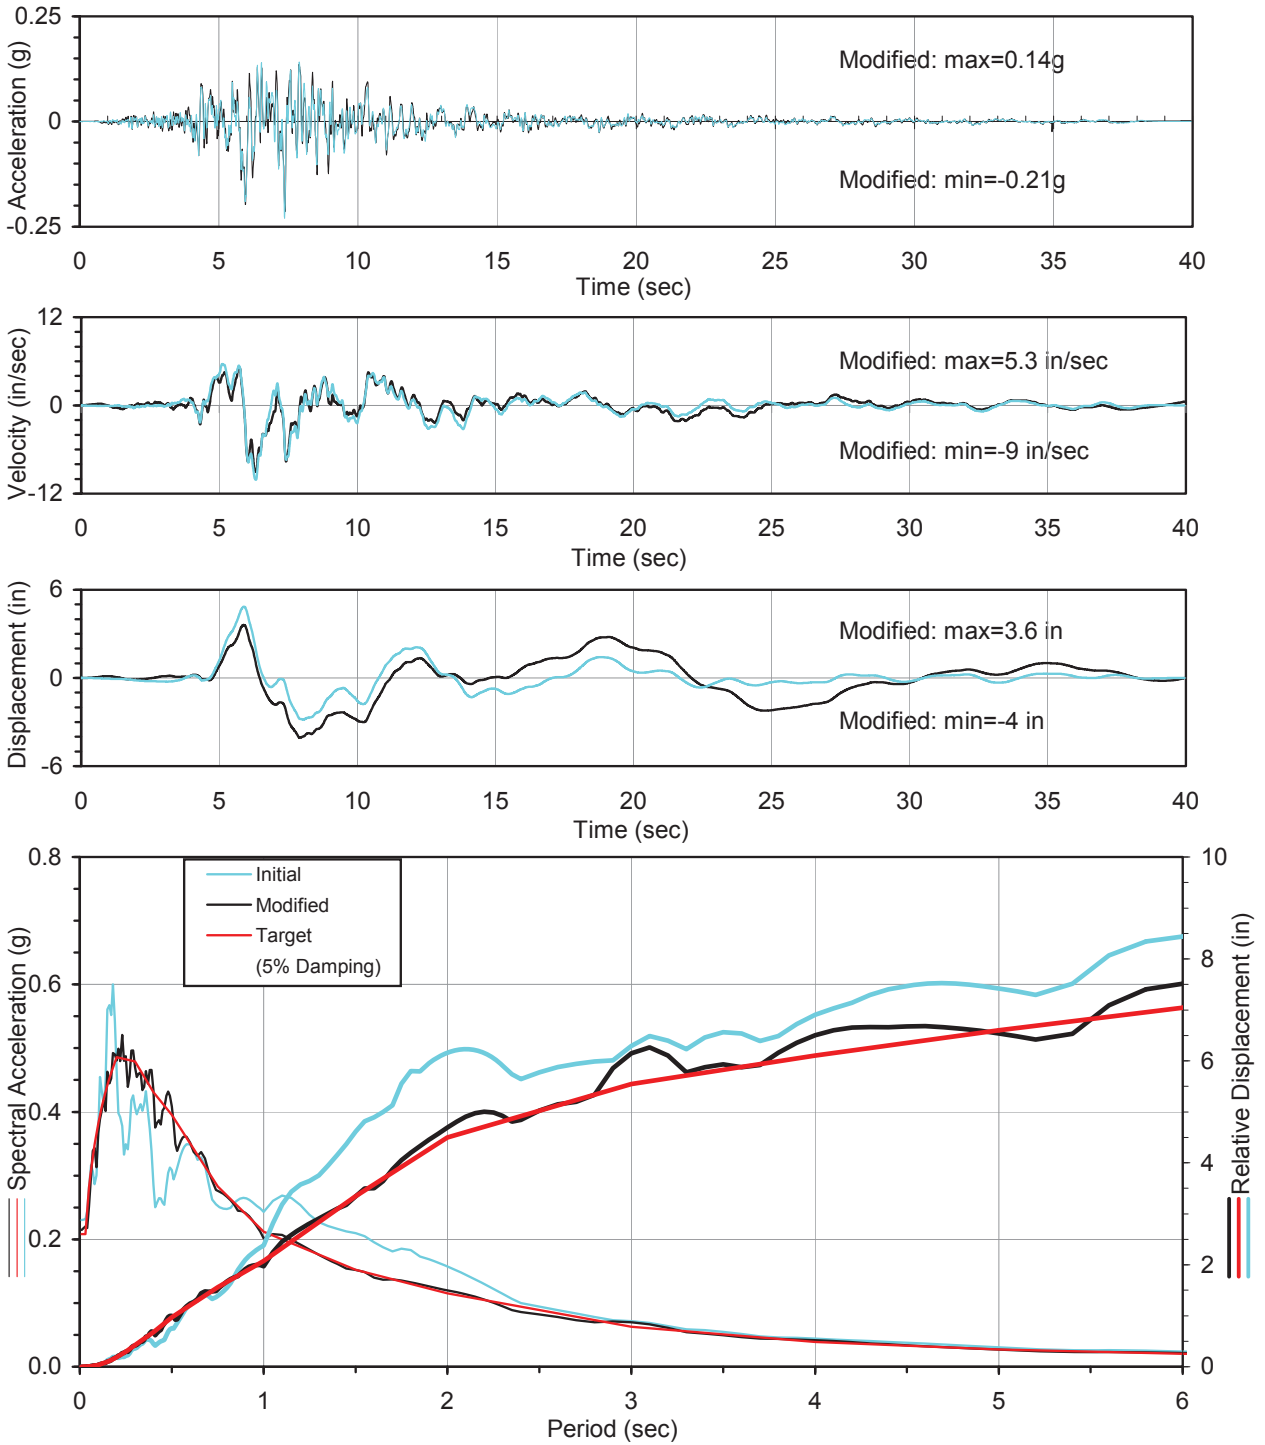 0.25
Modified: max=0.14g
0
Modified: min=-0.21g
-0.25
Acceleration (g)
0 5 10 15 20 25 30 35 40
Time (sec)
12
Modified: max=5.3 in/sec
0
Modified: min=-9 in/sec
-12
Velocity (in/sec)
0 5 10 15 20 25 30 35 40
Time (sec)
6
Modified: max=3.6 in
0
Modified: min=-4 in
-6
Displacement (in)
0 5 10 15 20 25 30 35 40
Time (sec)
0.8 10
Initial
Modified
Target
(5% Damping)
8
0.6
6
0.4
4
0.2
2
0.0 0
Spectral Acceleration (g)
Relative Displacement (in)
0 1 2 3 4 5 6
Period (sec)